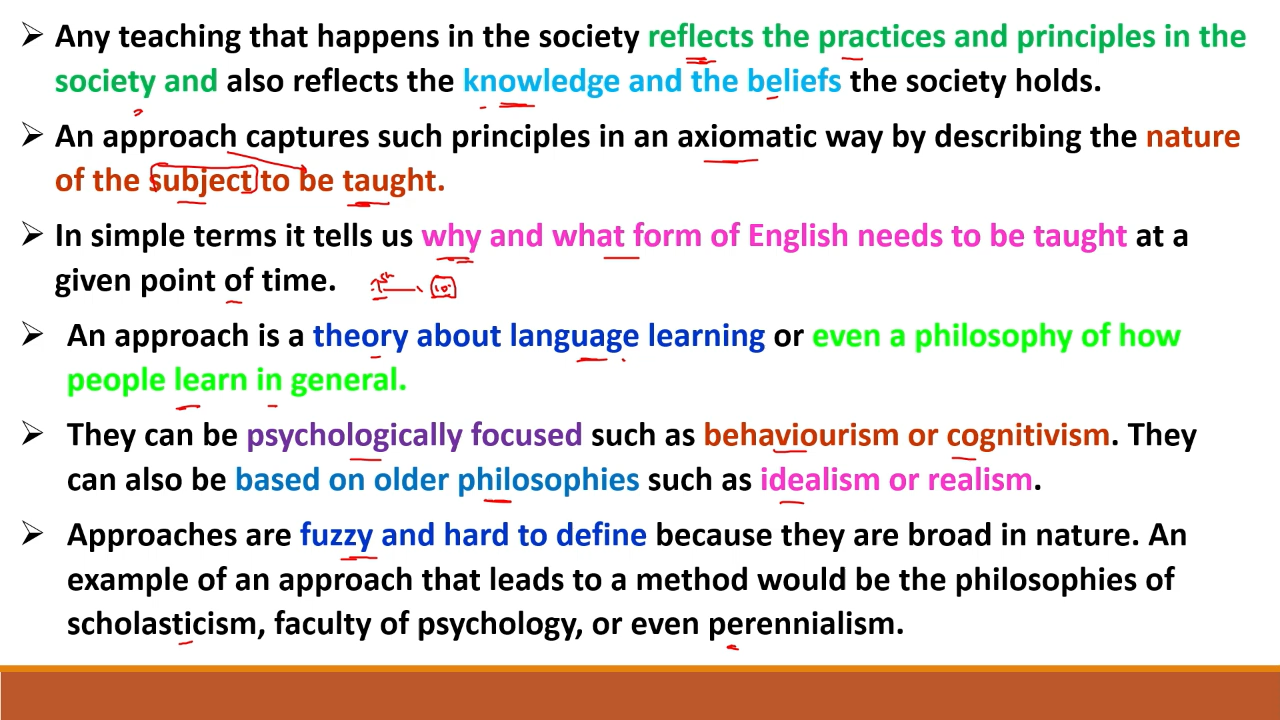 ➢ Any teaching that happens in the society reflects the practices and principles in the
society and also reflects the knowledge and the beliefs the society holds.
➢ An approach captures such principles in an axiomatic way by describing the nature
of the subject to be taught.
➢ In simple terms it tells us why and what form of English needs to be taught at a
given point of time.
➢ An approach is a theory about language learning or even a philosophy of how
people learn in general.
➢ They can be psychologically focused such as behaviourism or cognitivism. They
can also be based on older philosophies such as idealism or realism.
➢ Approaches are fuzzy and hard to define because they are broad in nature. An
example of an approach that leads to a method would be the philosophies of
scholasticism, faculty of psychology, or even perennialism.